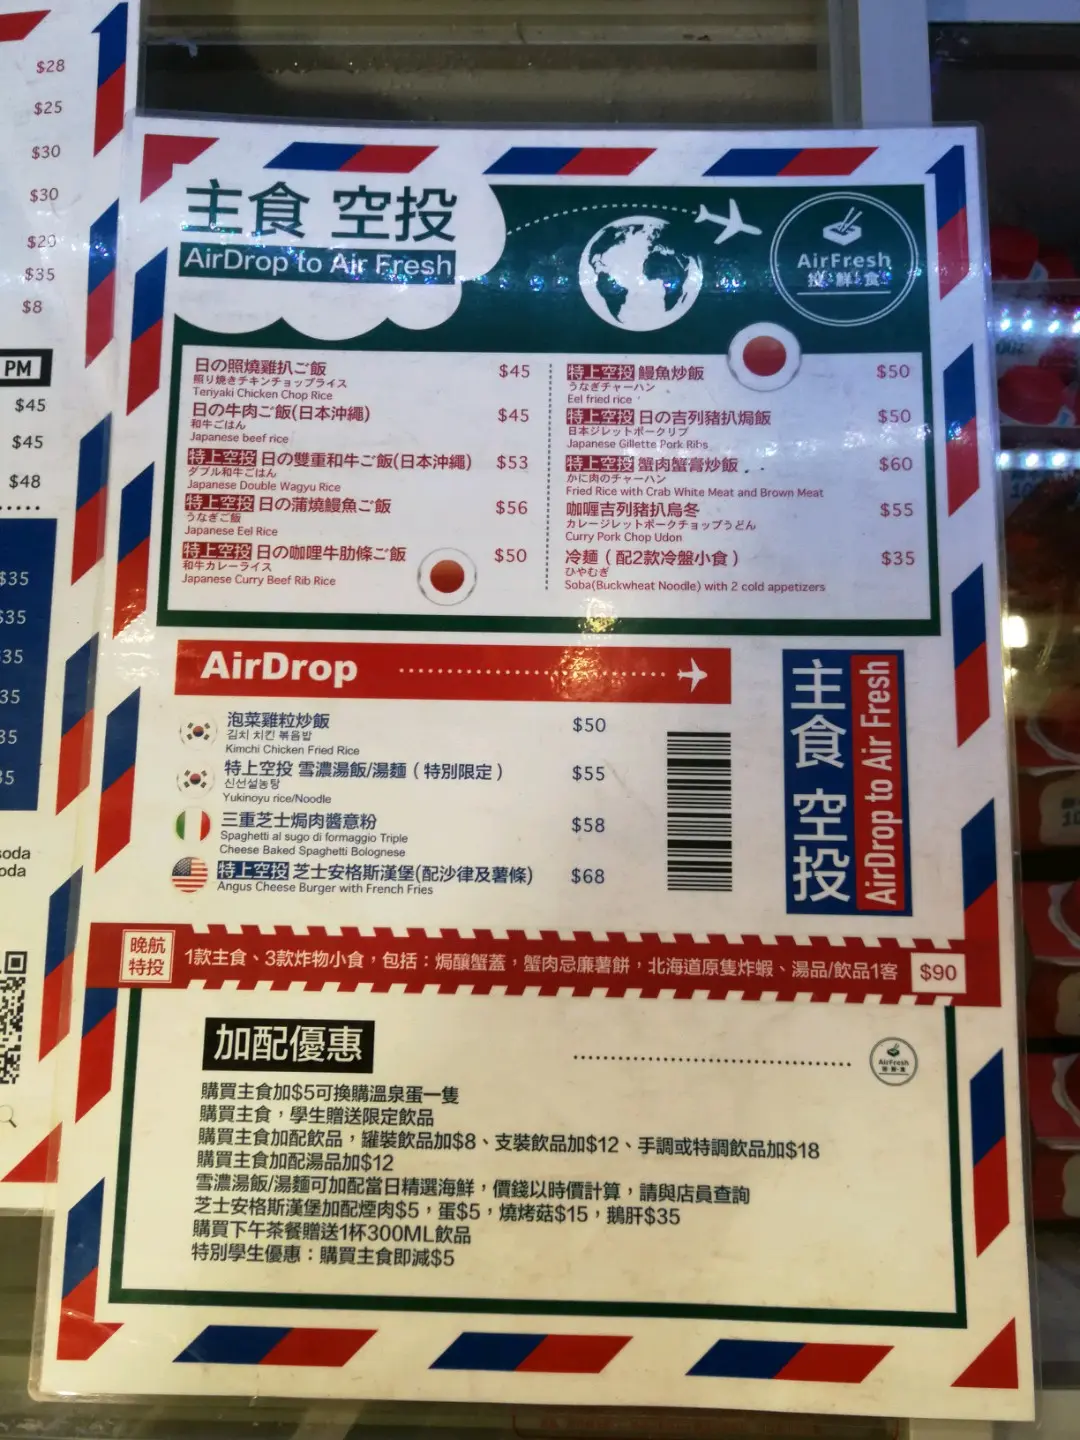 $28
$25
$30
$30
$20
$35
$8
PM
$45
$45
$48
$35
$35
$35
soda
主食 空投
AirDrop to Air Fresh
AirFresh
投·鮮·食
日の照燒雞扒ご飯 $45
照り焼きチキンチョップライス
Teriyaki Chicken Chop Rice
日の牛肉ご飯(日本沖繩) $45
和牛ごはん
Japanese beef rice
特上空投 日の雙重和牛ご飯(日本沖繩) $53
ダブル和牛ごはん
Japanese Double Wagyu Rice
特上空投 日の蒲燒鰻魚ご飯 $56
うなぎご飯
Japanese Eel Rice
特上空投 日の咖哩牛肋條ご飯 $50
和牛カレーライス
Japanese Curry Beef Rib Rice
特上空投 鰻魚炒飯 $50
うなぎチャーハン
Eel fried rice
特上空投 日の吉列豬扒焗飯 $50
日本ジレットポークリブ
Japanese Gillette Pork Ribs
特上空投 蟹肉蟹膏炒飯 $60
かに肉のチャーハン
Fried Rice with Crab White Meat and Brown Meat
咖喱吉列豬扒烏冬 $55
カレージレットポークチョップうどん
Curry Pork Chop Udon
冷麵（配2款冷盤小食） $35
ひやむぎ
Soba(Buckwheat Noodle) with 2 cold appetizers
AirDrop
泡菜雞粒炒飯 $50
김치 치킨 볶음밥
Kimchi Chicken Fried Rice
特上空投 雪濃湯飯/湯麵（特別限定） $55
신선설농탕
Yukinoyu rice/Noodle
三重芝士焗肉醬意粉 $58
Spaghetti al sugo di formaggio Triple
Cheese Baked Spaghetti Bolognese
特上空投 芝士安格斯漢堡(配沙律及薯條) $68
Angus Cheese Burger with French Fries
主食 空投
AirDrop to Air Fresh
晚航
特投
1款主食、3款炸物小食，包括：焗釀蟹蓋，蟹肉忌廉薯餅，北海道原隻炸蝦、湯品/飲品1客 $90
加配優惠
AirFresh
購買主食加$5可換購溫泉蛋一隻
購買主食，學生贈送限定飲品
購買主食加配飲品，罐裝飲品加$8、支裝飲品加$12、手調或特調飲品加$18
購買主食加配湯品加$12
雪濃湯飯/湯麵可加配當日精選海鮮，價錢以時價計算，請與店員查詢
芝士安格斯漢堡加配煙肉$5，蛋$5，燒烤菇$15，鵝肝$35
購買下午茶餐贈送1杯300ML飲品
特別學生優惠：購買主食即減$5